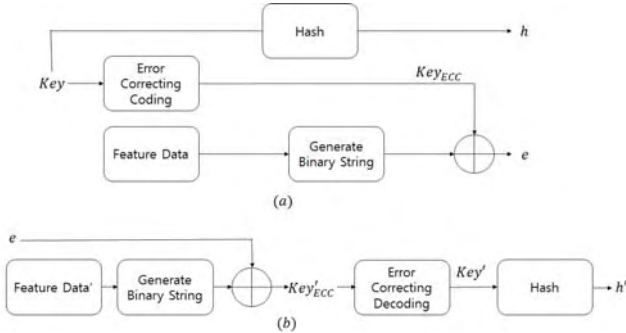 Hash
h
Key
Error
Correcting
Coding
Key_ECC
Feature Data
Generate
Binary String
e
(a)
e
Feature Data'
Generate
Binary String
Key'_ECC
Error
Correcting
Decoding
Key'
Hash
h'
(b)